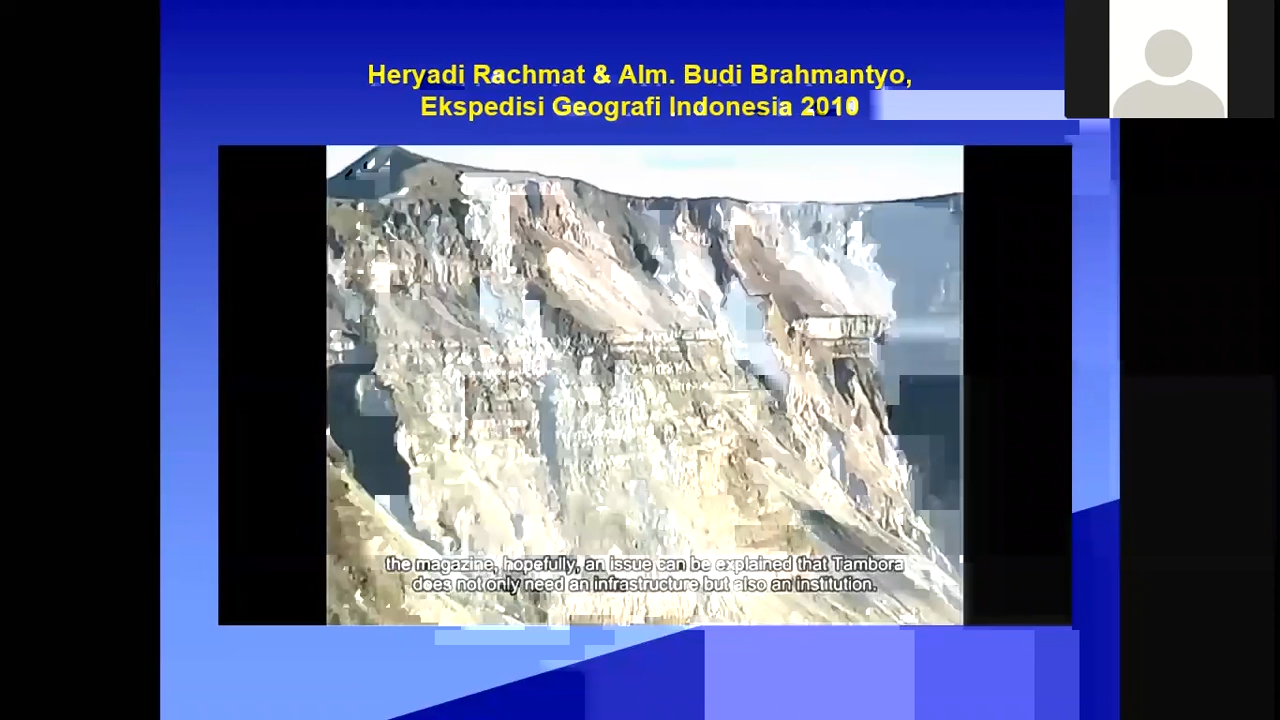 Heryadi Rachmat & Alm. Budi Brahmantyo,
Ekspedisi Geografi Indonesia 2010
the magazine, hopefully, an issue can be explained that Tambora
does not only need an infrastructure but also an institution.